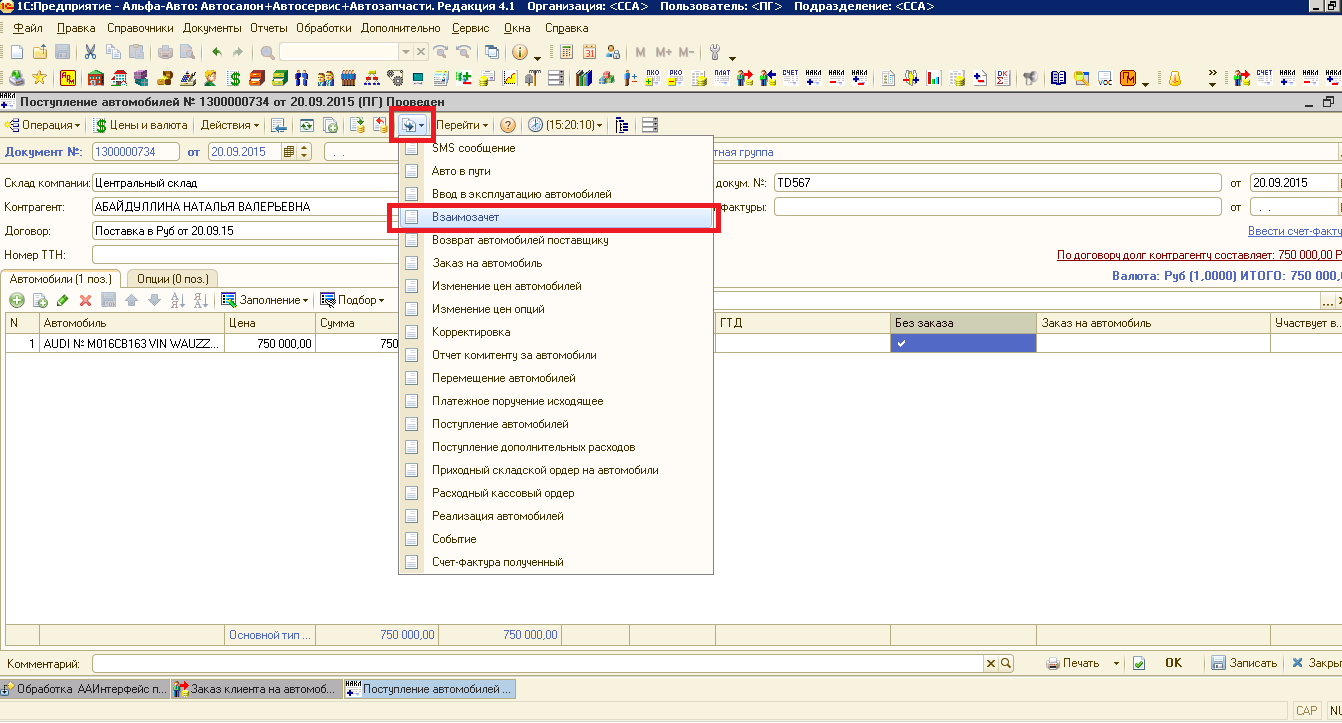 1С:Предприятие - Альфа-Авто: Автосалон+Автосервис+Автозапчасти. Редакция 4.1 Организация: <ССА> Пользователь: <ПГ> Подразделение: <ССА>
Файл Правка Справочники Документы Отчеты Обработки Дополнительно Сервис Окна Справка
M M+ M-
Поступление автомобилей № 1300000734 от 20.09.2015 (ПГ) Проведен
Операция Цены и валюта Действия Перейти (15:20:10)
Документ №: 1300000734 от 20.09.2015 . . тная группа
Склад компании: Центральный склад докум. №: TD567 от 20.09.2015
Контрагент: АБАЙДУЛЛИНА НАТАЛЬЯ ВАЛЕРЬЕВНА фактуры: от . .
Договор: Поставка в Руб от 20.09.15 Ввести счет-факту
Номер ТТН: По договору долг контрагенту составляет: 750 000,00 Р
Автомобили (1 поз.) Опции (0 поз.) Валюта: Руб (1,0000) ИТОГО: 750 000,
Заполнение Подбор ...
N Автомобиль Цена Сумма ГТД Без заказа Заказ на автомобиль Участвует в..
1 AUDI № M016CB163 VIN WAUZZ... 750 000,00 750
SMS сообщение
Авто в пути
Ввод в эксплуатацию автомобилей
Взаимозачет
Возврат автомобилей поставщику
Заказ на автомобиль
Изменение цен автомобилей
Изменение цен опций
Корректировка
Отчет комитенту за автомобили
Перемещение автомобилей
Платежное поручение исходящее
Поступление автомобилей
Поступление дополнительных расходов
Приходный складской ордер на автомобили
Расходный кассовый ордер
Реализация автомобилей
Событие
Счет-фактура полученный
Основной тип ... 750 000,00 750 000,00
Комментарий: Печать OK Записать Закры
Обработка ААИнтерфейс п... Заказ клиента на автомоб... Поступление автомобилей ...
CAP NU